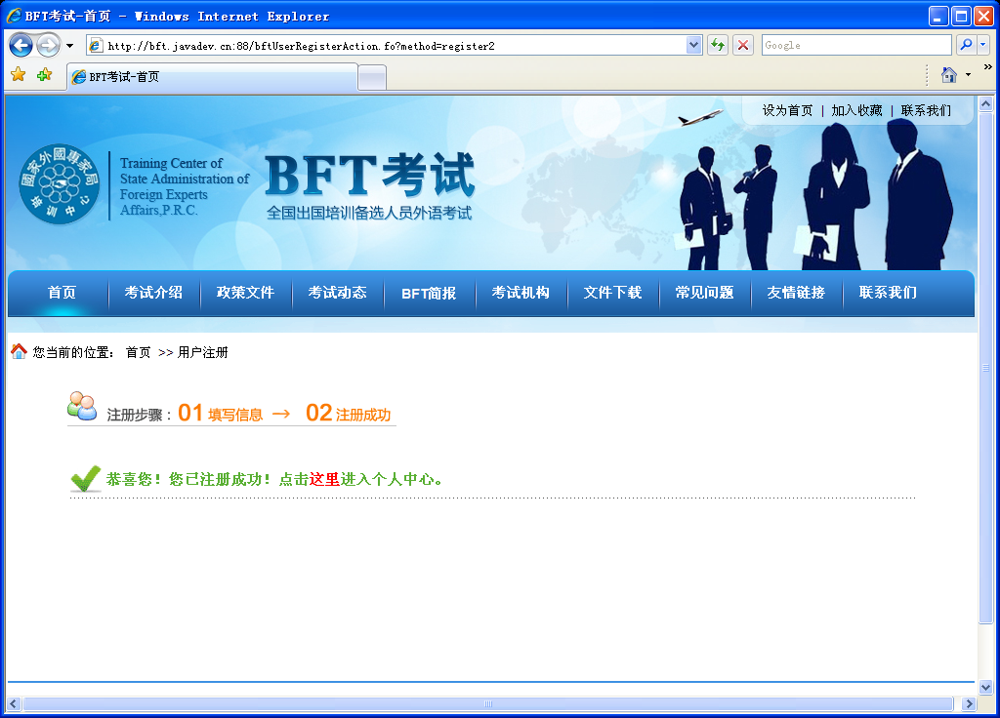 BFT考试-首页 - Windows Internet Explorer
http://bft.javadev.cn:88/bftUserRegisterAction.fo?method=register2
Google
BFT考试-首页
设为首页 | 加入收藏 | 联系我们
國家外國專家局
培训中心
Training Center of
State Administration of
Foreign Experts
Affairs,P.R.C.
BFT考试
全国出国培训备选人员外语考试
首页 考试介绍 政策文件 考试动态 BFT简报 考试机构 文件下载 常见问题 友情链接 联系我们
您当前的位置： 首页 >> 用户注册
注册步骤：01 填写信息 → 02 注册成功
恭喜您！您已注册成功！点击这里进入个人中心。